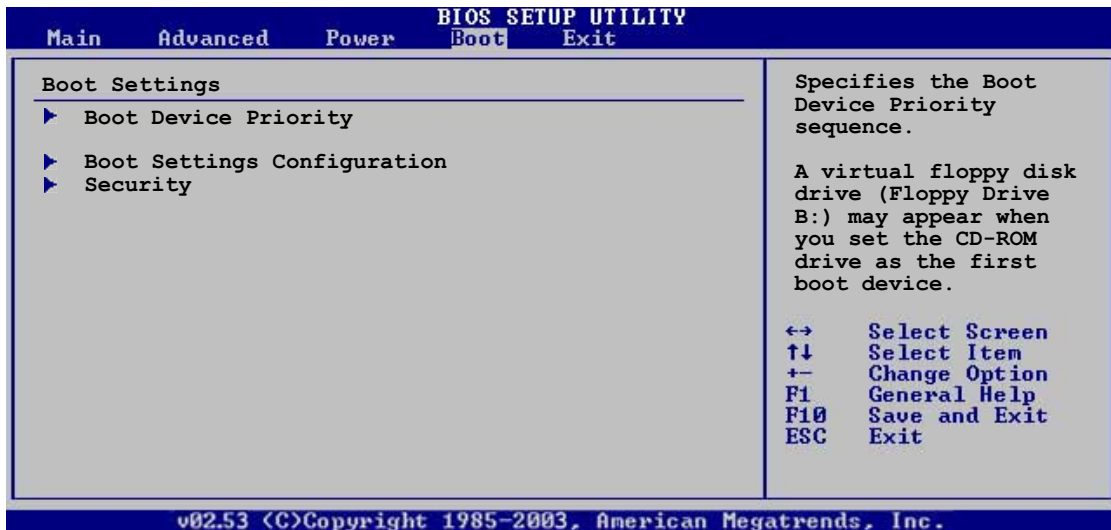 BIOS SETUP UTILITY
Main Advanced Power Boot Exit
Boot Settings
Boot Device Priority
Boot Settings Configuration
Security
Specifies the Boot
Device Priority
sequence.
A virtual floppy disk
drive (Floppy Drive
B:) may appear when
you set the CD-ROM
drive as the first
boot device.
←→ Select Screen
↑↓ Select Item
+- Change Option
F1 General Help
F10 Save and Exit
ESC Exit
v02.53 (C)Copyright 1985-2003, American Megatrends, Inc.